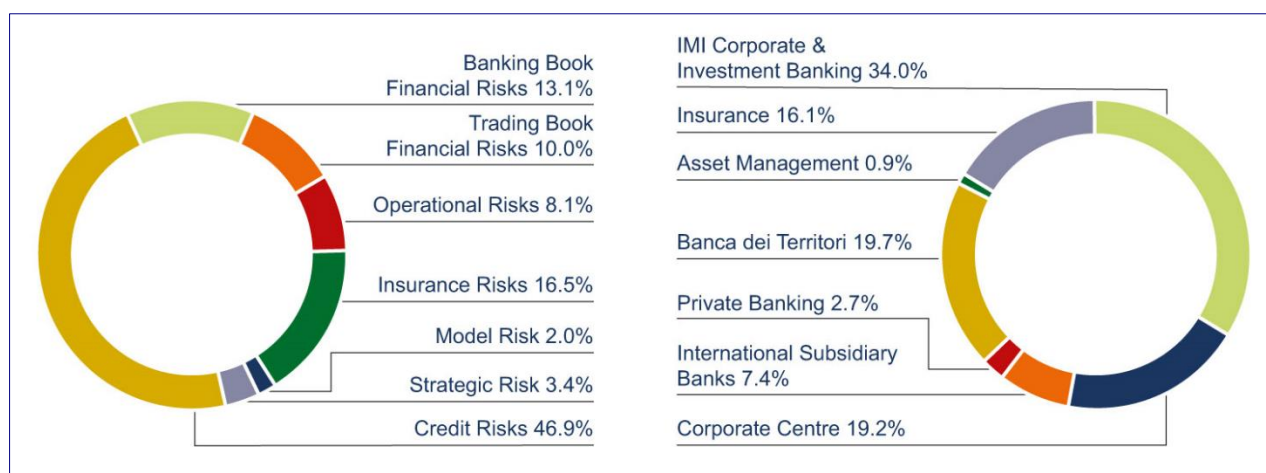 Banking Book
Financial Risks 13.1%
Trading Book
Financial Risks 10.0%
Operational Risks 8.1%
Insurance Risks 16.5%
Model Risk 2.0%
Strategic Risk 3.4%
Credit Risks 46.9%
IMI Corporate &
Investment Banking 34.0%
Insurance 16.1%
Asset Management 0.9%
Banca dei Territori 19.7%
Private Banking 2.7%
International Subsidiary
Banks 7.4%
Corporate Centre 19.2%